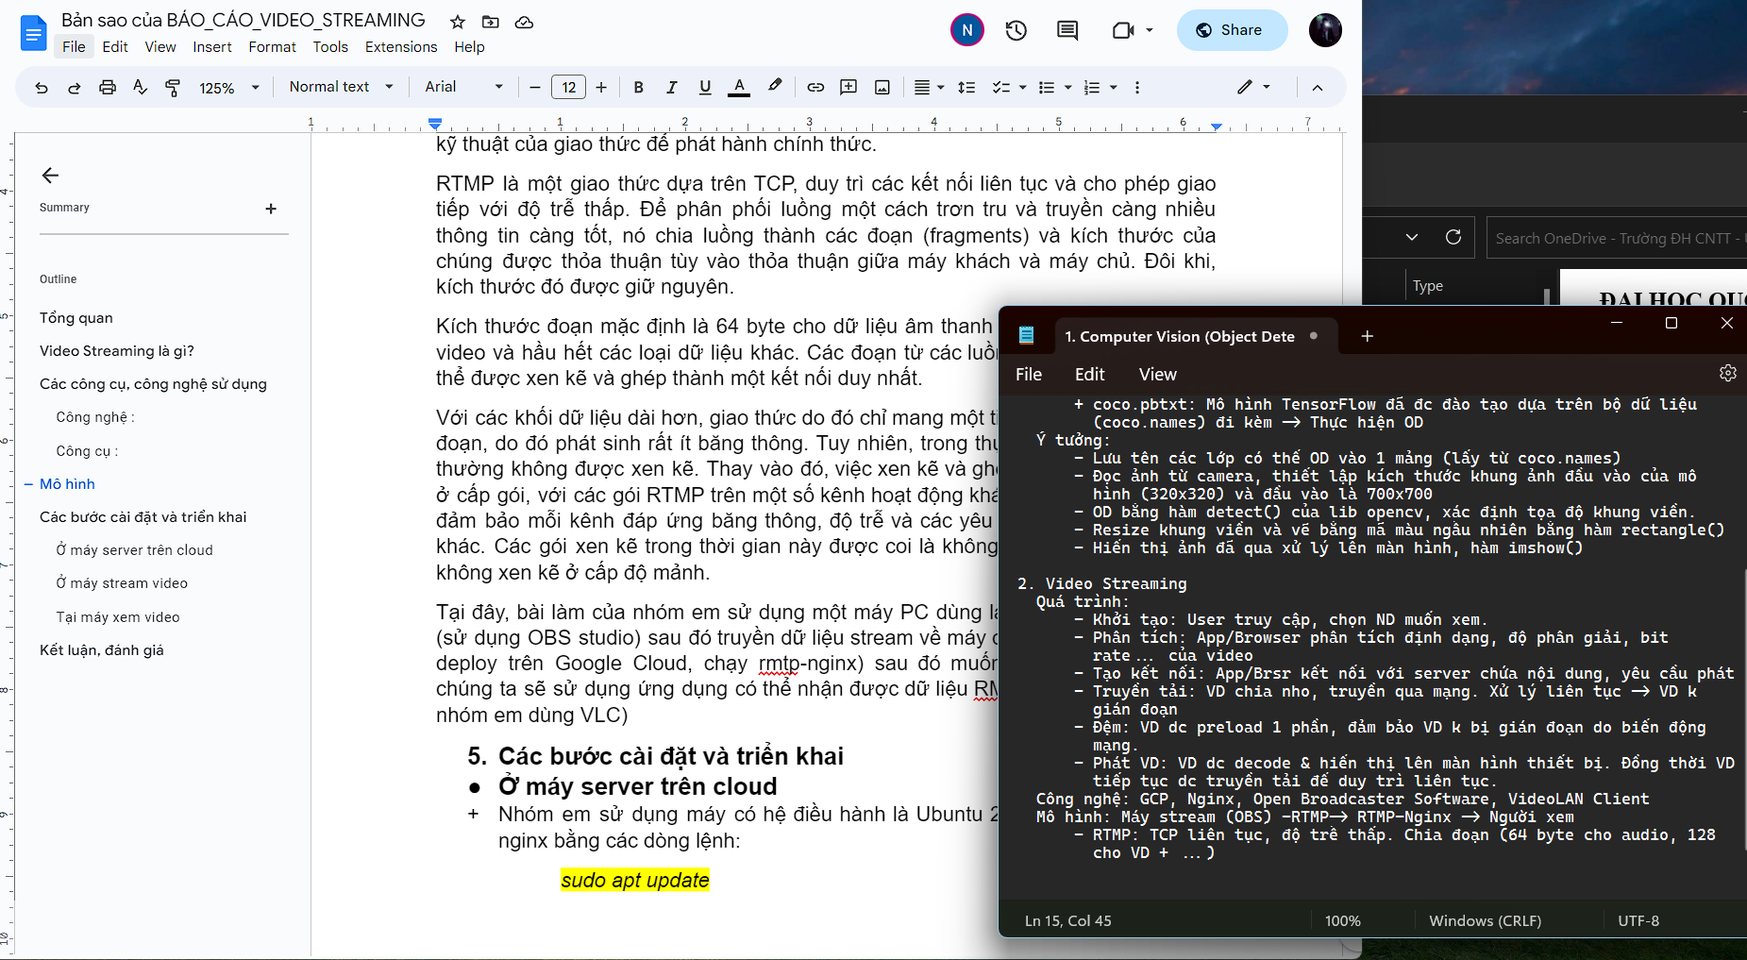 Bản sao của BÁO_CÁO_VIDEO_STREAMING
File Edit View Insert Format Tools Extensions Help
N
Share
125% Normal text Arial 12 B I U A
1 1 2 3 4 5 6 7
Summary
Outline
Tổng quan
Video Streaming là gì?
Các công cụ, công nghệ sử dụng
Công nghệ :
Công cụ :
Mô hình
Các bước cài đặt và triển khai
Ở máy server trên cloud
Ở máy stream video
Tại máy xem video
Kết luận, đánh giá
kỹ thuật của giao thức để phát hành chính thức.
RTMP là một giao thức dựa trên TCP, duy trì các kết nối liên tục và cho phép giao
tiếp với độ trễ thấp. Để phân phối luồng một cách trơn tru và truyền càng nhiều
thông tin càng tốt, nó chia luồng thành các đoạn (fragments) và kích thước của
chúng được thỏa thuận tùy vào thỏa thuận giữa máy khách và máy chủ. Đôi khi,
kích thước đó được giữ nguyên.
Kích thước đoạn mặc định là 64 byte cho dữ liệu âm thanh
video và hầu hết các loại dữ liệu khác. Các đoạn từ các
thể được xen kẽ và ghép thành một kết nối duy nhất.
Với các khối dữ liệu dài hơn, giao thức do đó chỉ mang một
đoạn, do đó phát sinh rất ít băng thông. Tuy nhiên, trong
thường không được xen kẽ. Thay vào đó, việc xen kẽ và
ở cấp gói, với các gói RTMP trên một số kênh hoạt động
đảm bảo mỗi kênh đáp ứng băng thông, độ trễ và các yêu
khác. Các gói xen kẽ trong thời gian này được coi là không
không xen kẽ ở cấp độ mảnh.
Tại đây, bài làm của nhóm em sử dụng một máy PC dùng
(sử dụng OBS studio) sau đó truyền dữ liệu stream về máy
deploy trên Google Cloud, chạy rmtp-nginx) sau đó
chúng ta sẽ sử dụng ứng dụng có thể nhận được dữ liệu
nhóm em dùng VLC)
5. Các bước cài đặt và triển khai
● Ở máy server trên cloud
+ Nhóm em sử dụng máy có hệ điều hành là Ubuntu 2
nginx bằng các dòng lệnh:
sudo apt update
Search OneDrive - Trường ĐH CNTT -
Type
ĐẠI HỌC
1. Computer Vision (Object Dete
File Edit View
+ coco.pbtxt: Mô hình TensorFlow đã đc đào tạo dựa trên bộ dữ liệu
(coco.names) đi kèm —> Thực hiện OD
Ý tưởng:
- Lưu tên các lớp có thể OD vào 1 mảng (lấy từ coco.names)
- Đọc ảnh từ camera, thiết lập kích thước khung ảnh đầu vào của mô
hình (320x320) và đầu vào là 700x700
- OD bằng hàm detect() của lib opencv, xác định tọa độ khung viền.
- Resize khung viền và vẽ bằng mã màu ngẫu nhiên bằng hàm rectangle()
- Hiển thị ảnh đã qua xử lý lên màn hình, hàm imshow()
2. Video Streaming
Quá trình:
- Khởi tạo: User truy cập, chọn ND muốn xem.
- Phân tích: App/Browser phân tích định dạng, độ phân giải, bit
rate... của video
- Tạo kết nối: App/Brsr kết nối với server chứa nội dung, yêu cầu phát
- Truyền tải: VD chia nho, truyền qua mạng. Xử lý liên tục —> VD k
gián đoạn
- Đệm: VD dc preload 1 phần, đảm bảo VD k bị gián đoạn do biến động
mạng.
- Phát VD: VD dc decode & hiển thị lên màn hình thiết bị. Đồng thời VD
tiếp tục dc truyền tải để duy trì liên tục.
Công nghệ: GCP, Nginx, Open Broadcaster Software, VideoLAN Client
Mô hình: Máy stream (OBS) -RTMP—> RTMP-Nginx —> Người xem
- RTMP: TCP liên tục, độ trễ thấp. Chia đoạn (64 byte cho audio, 128
cho VD + ...)
Ln 15, Col 45 100% Windows (CRLF) UTF-8